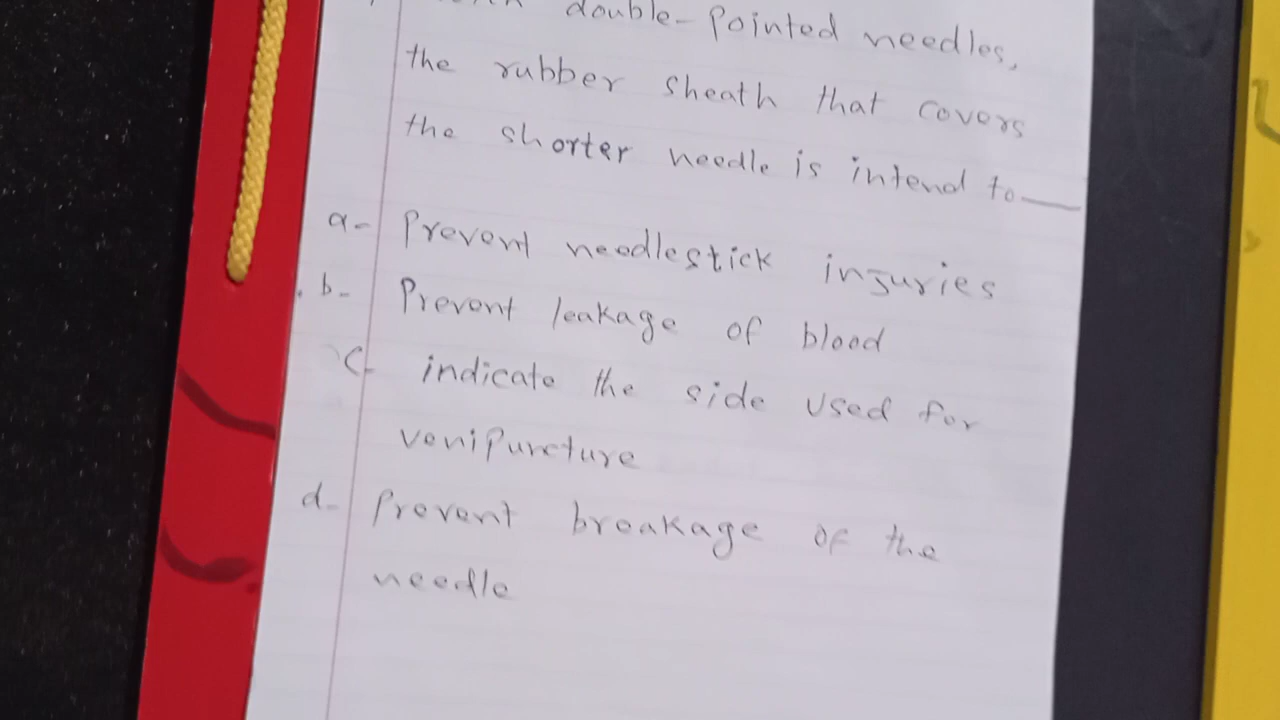 double-pointed needles,
the rubber sheath that covers
the shorter needle is intend to___
a- Prevent needlestick injuries
b- Prevent leakage of blood
c- indicate the side used for
venipuncture
d- prevent breakage of the
needle